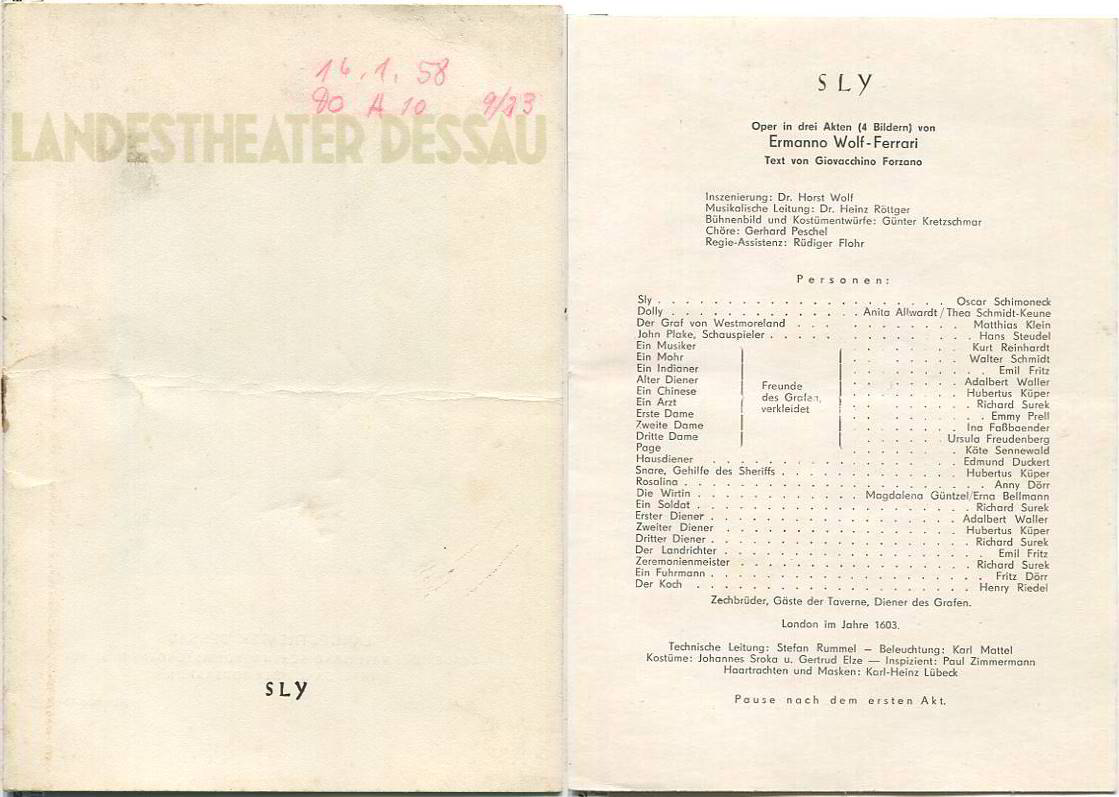 14.1.58
80 A 10 9/23
LANDESTHEATER DESSAU
SLY
SLY
Oper in drei Akten (4 Bildern) von
Ermanno Wolf-Ferrari
Text von Giovacchino Forzano
Inszenierung: Dr. Horst Wolf
Musikalische Leitung: Dr. Heinz Röttger
Bühnenbild und Kostümentwürfe: Günter Kretzschmar
Chöre: Gerhard Peschel
Regie-Assistenz: Rüdiger Flohr
Personen:
Sly . . . . . Oscar Schimoneck
Dolly . . . . . Anita Allwardt/Thea Schmidt-Keune
Der Graf von Westmoreland . . . . . Matthias Klein
John Plake, Schauspieler . . . . . Hans Steudel
Ein Musiker . . . . . Kurt Reinhardt
Ein Mohr . . . . . Walter Schmidt
Ein Indianer . . . . . Emil Fritz
Alter Diener . . . . . Adalbert Waller
Ein Chinese . . . . . Hubertus Küper
Ein Arzt . . . . . Richard Surek
Erste Dame . . . . . Emmy Prell
Zweite Dame . . . . . Ina Faßbaender
Dritte Dame . . . . . Ursula Freudenberg
Page . . . . . Käte Sennewald
Freunde
des Grafen,
verkleidet
Hausdiener . . . . . Edmund Duckert
Snare, Gehilfe des Sheriffs . . . . . Hubertus Küper
Rosalina . . . . . Anny Dörr
Die Wirtin . . . . . Magdalena Güntzel/Erna Bellmann
Ein Soldat . . . . . Richard Surek
Erster Diener . . . . . Adalbert Waller
Zweiter Diener . . . . . Hubertus Küper
Dritter Diener . . . . . Richard Surek
Der Landrichter . . . . . Emil Fritz
Zeremonienmeister . . . . . Richard Surek
Ein Fuhrmann . . . . . Fritz Dörr
Der Koch . . . . . Henry Riedel
Zechbrüder, Gäste der Taverne, Diener des Grafen.
London im Jahre 1603.
Technische Leitung: Stefan Rummel – Beleuchtung: Karl Mattel
Kostüme: Johannes Sroka u. Gertrud Elze — Inspizient: Paul Zimmermann
Haartrachten und Masken: Karl-Heinz Lübeck
Pause nach dem ersten Akt.